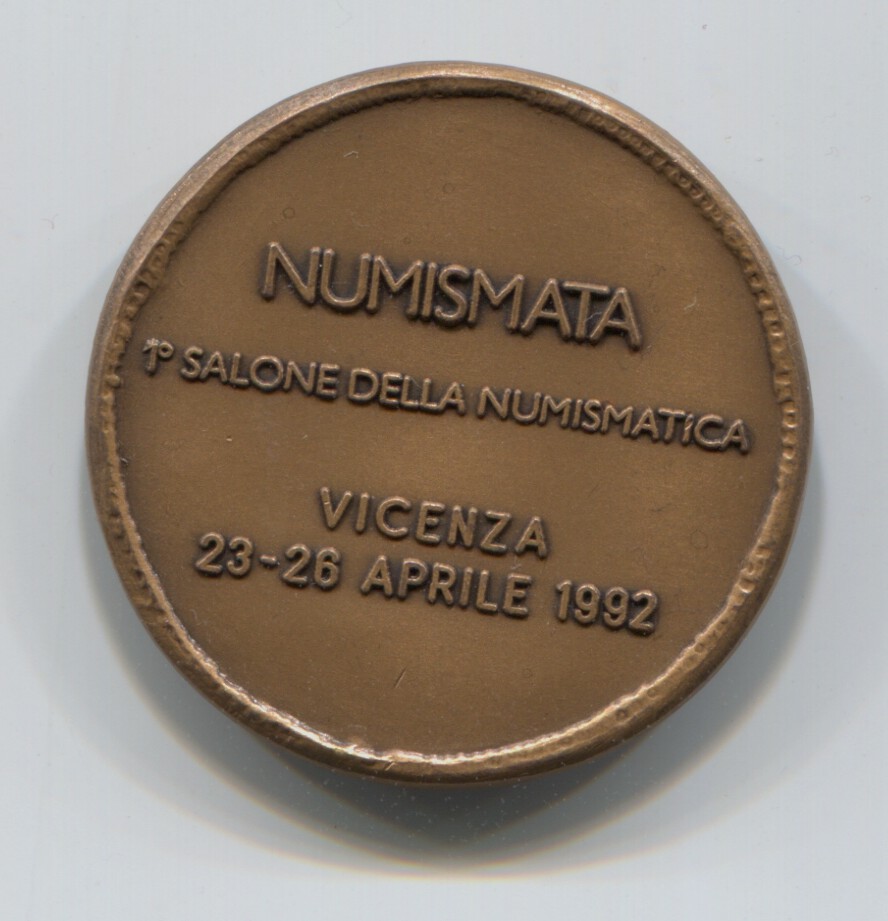 NUMISMATA
1° SALONE DELLA NUMISMATICA
VICENZA
23-26 APRILE 1992